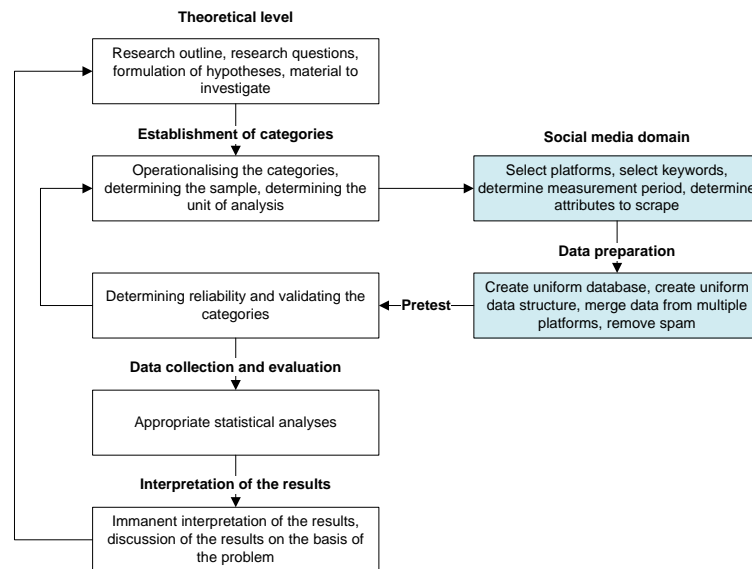 Theoretical level
Research outline, research questions,
formulation of hypotheses, material to
investigate
Establishment of categories
Operationalising the categories,
determining the sample, determining the
unit of analysis
Social media domain
Select platforms, select keywords,
determine measurement period, determine
attributes to scrape
Data preparation
Create uniform database, create uniform
data structure, merge data from multiple
platforms, remove spam
Pretest
Determining reliability and validating the
categories
Data collection and evaluation
Appropriate statistical analyses
Interpretation of the results
Immanent interpretation of the results,
discussion of the results on the basis of
the problem